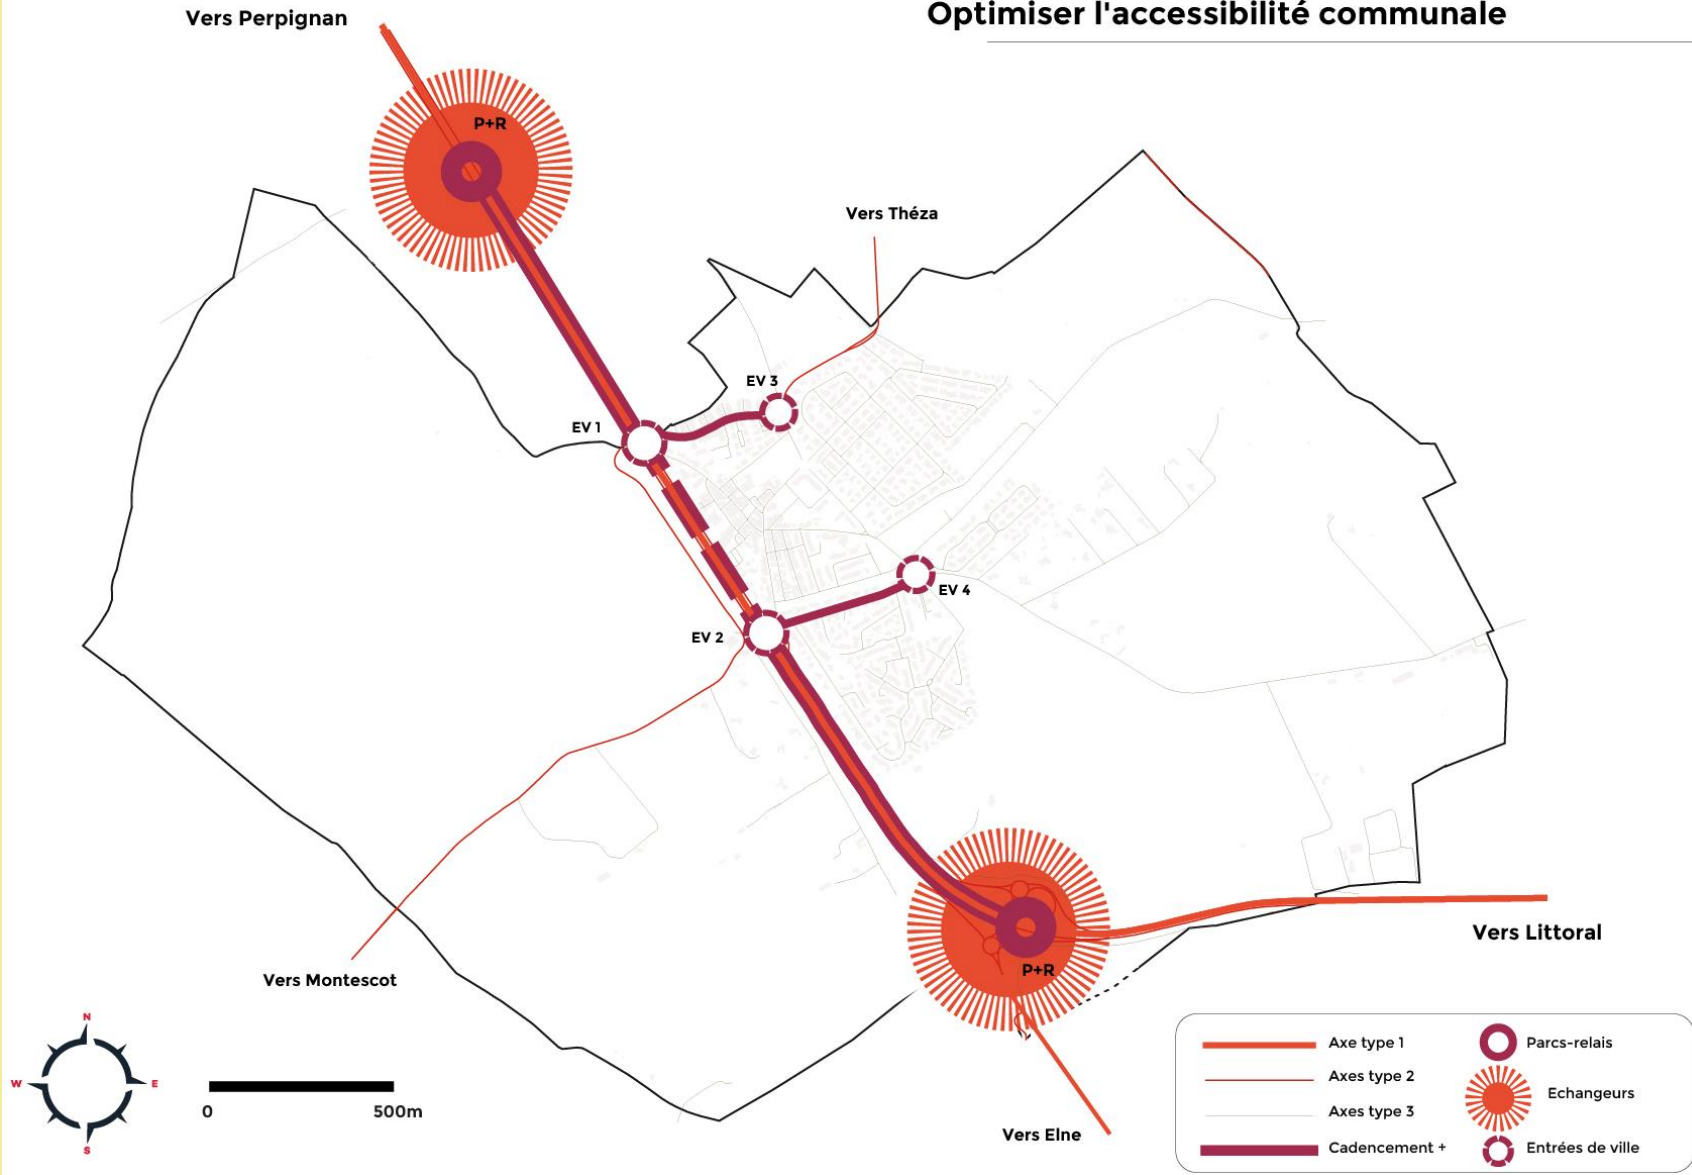 Optimiser l'accessibilité communale
Vers Perpignan
P+R
Vers Théza
EV 3
EV 1
EV 4
EV 2
Vers Littoral
P+R
Vers Montescot
Vers Elne
N
W
E
S
0
500m
Axe type 1
Parcs-relais
Axes type 2
Echangeurs
Axes type 3
Cadencement +
Entrées de ville